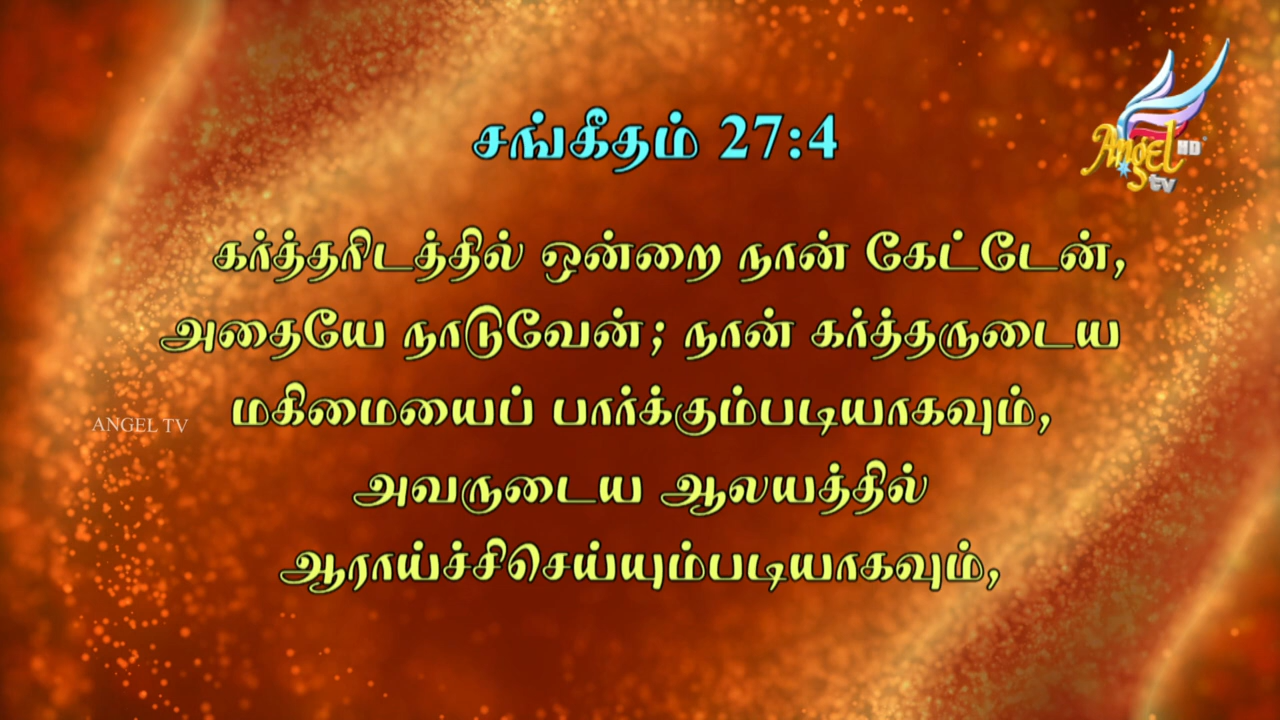 சங்கீதம் 27:4
Angel HD
tv
கர்த்தரிடத்தில் ஒன்றை நான் கேட்டேன்,
அதையே நாடுவேன்; நான் கர்த்தருடைய
மகிமையைப் பார்க்கும்படியாகவும்,
ANGEL TV
அவருடைய ஆலயத்தில்
ஆராய்ச்சிசெய்யும்படியாகவும்,